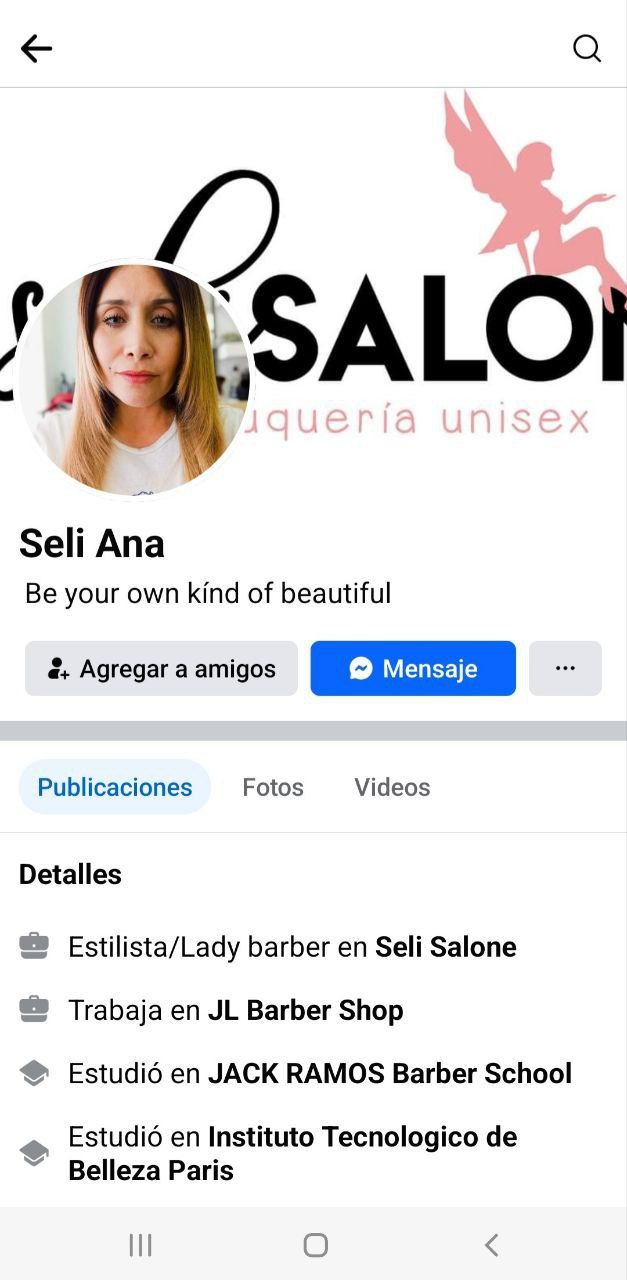 SALON
uquería unisex
Seli Ana
Be your own kínd of beautiful
Agregar a amigos
Mensaje
Publicaciones Fotos Videos
Detalles
Estilista/Lady barber en Seli Salone
Trabaja en JL Barber Shop
Estudió en JACK RAMOS Barber School
Estudió en Instituto Tecnologico de
Belleza Paris